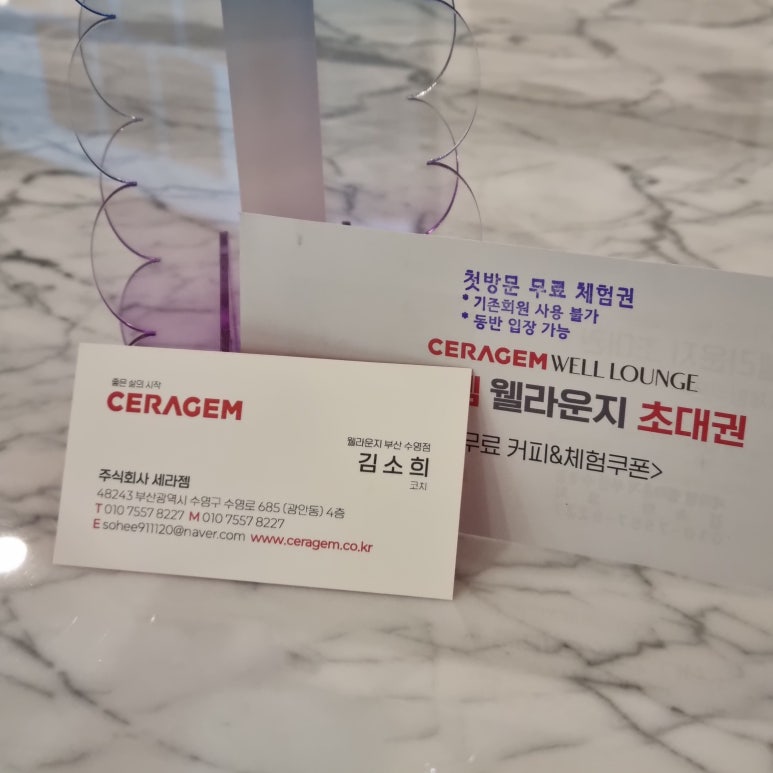 좋은 삶의 시작
CERAGEM
웰라운지 부산 수영점
김소희
코치
주식회사 세라젬
48243 부산광역시 수영구 수영로 685 (광안동) 4층
T 010 7557 8227 M 010 7557 8227
E sohee911120@naver.com www.ceragem.co.kr
첫방문 무료 체험권
* 기존회원 사용 불가
* 동반 입장 가능
CERAGEM WELL LOUNGE
웰라운지 초대권
무료 커피&체험쿠폰>